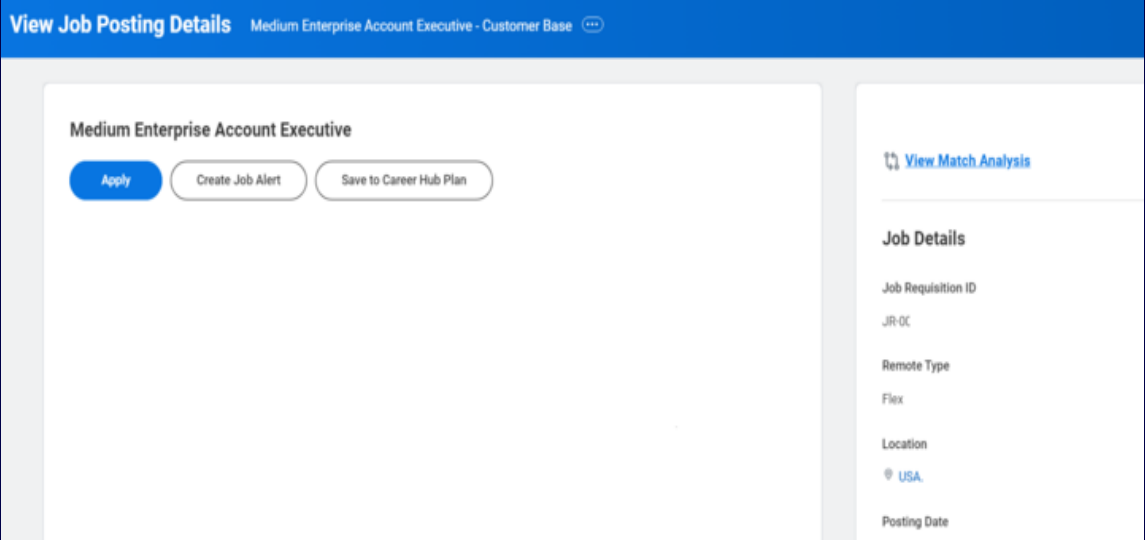 View Job Posting Details Medium Enterprise Account Executive - Customer Base
Medium Enterprise Account Executive
Apply Create Job Alert Save to Career Hub Plan
View Match Analysis
Job Details
Job Requisition ID
JR-00
Remote Type
Flex
Location
USA.
Posting Date